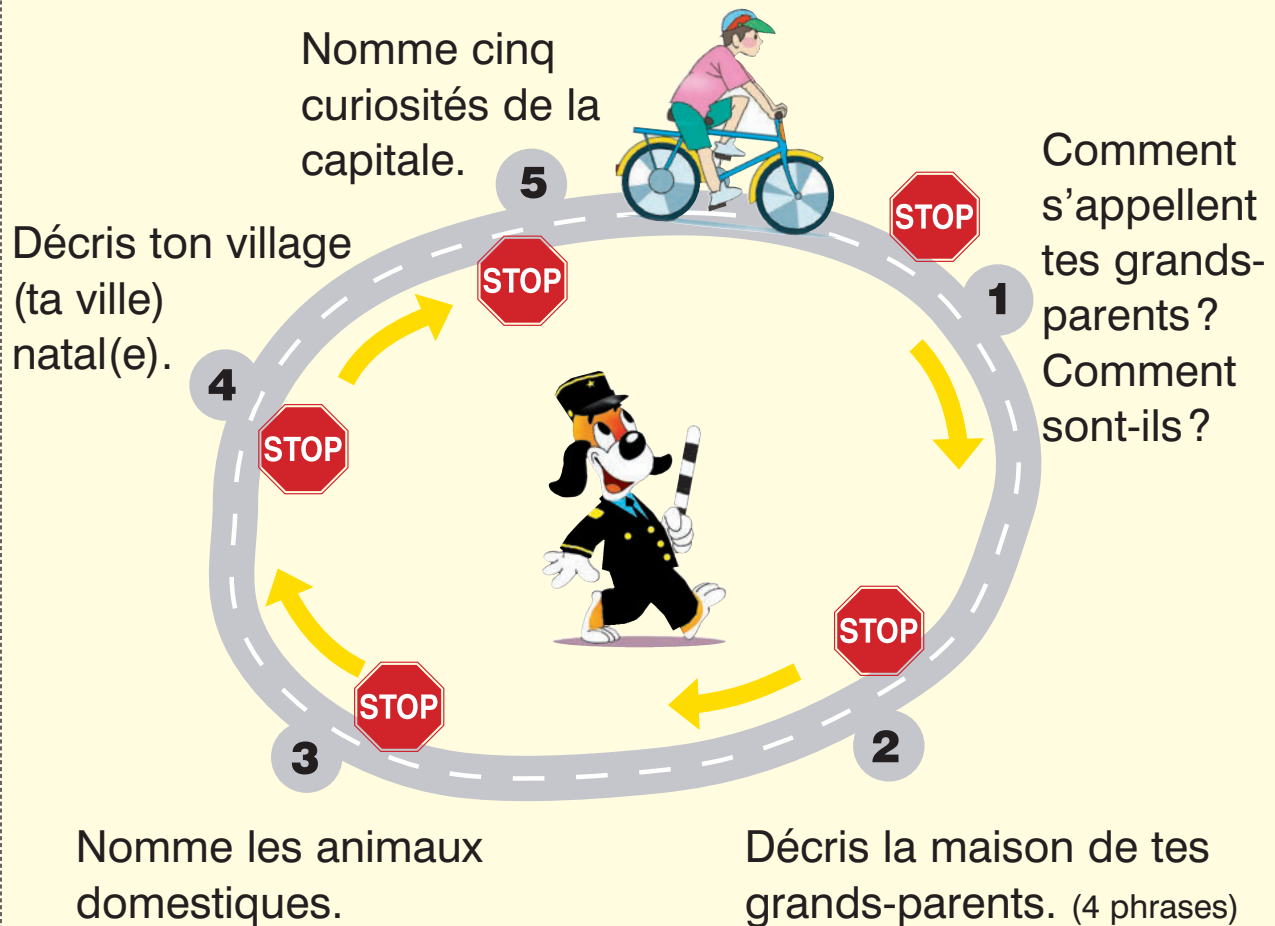 Nomme cinq
curiosités de la
capitale.
5
STOP
Comment
s'appellent
tes grands-
parents ?
Comment
sont-ils ?
1
Décris ton village
(ta ville)
natal(e).
4
STOP
STOP
STOP
2
STOP
3
Nomme les animaux
domestiques.
Décris la maison de tes
grands-parents. (4 phrases)